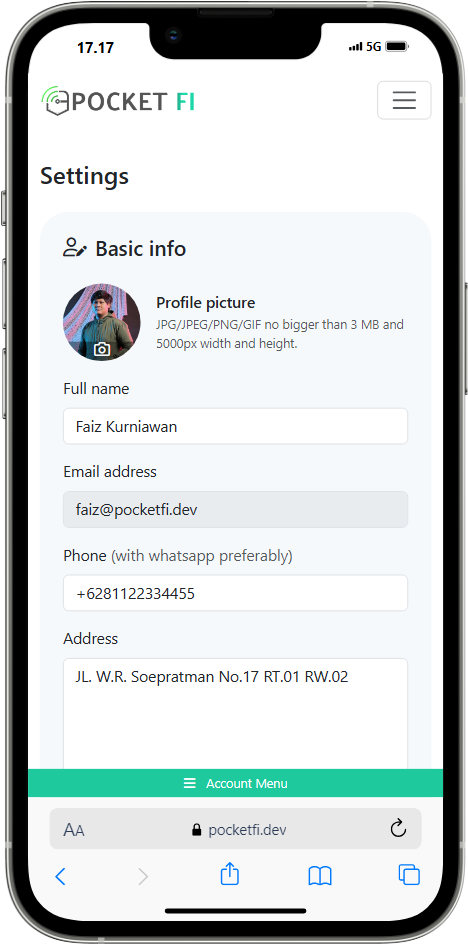 17.17
5G
POCKET FI
Settings
Basic info
Profile picture
JPG/JPEG/PNG/GIF no bigger than 3 MB and
5000px width and height.
Full name
Faiz Kurniawan
Email address
faiz@pocketfi.dev
Phone (with whatsapp preferably)
+6281122334455
Address
JL. W.R. Soepratman No.17 RT.01 RW.02
Account Menu
AA
pocketfi.dev